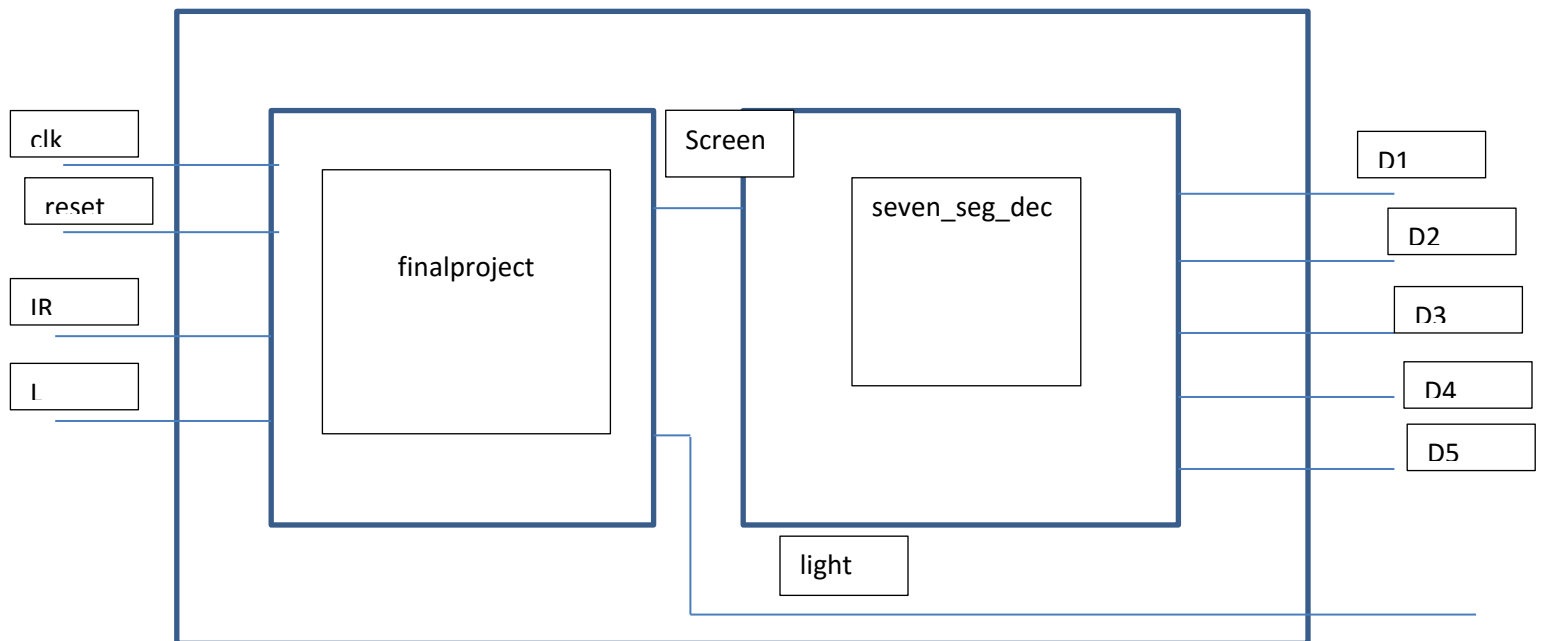 clk
reset
IR
L
finalproject
Screen
seven_seg_dec
D1
D2
D3
D4
D5
light